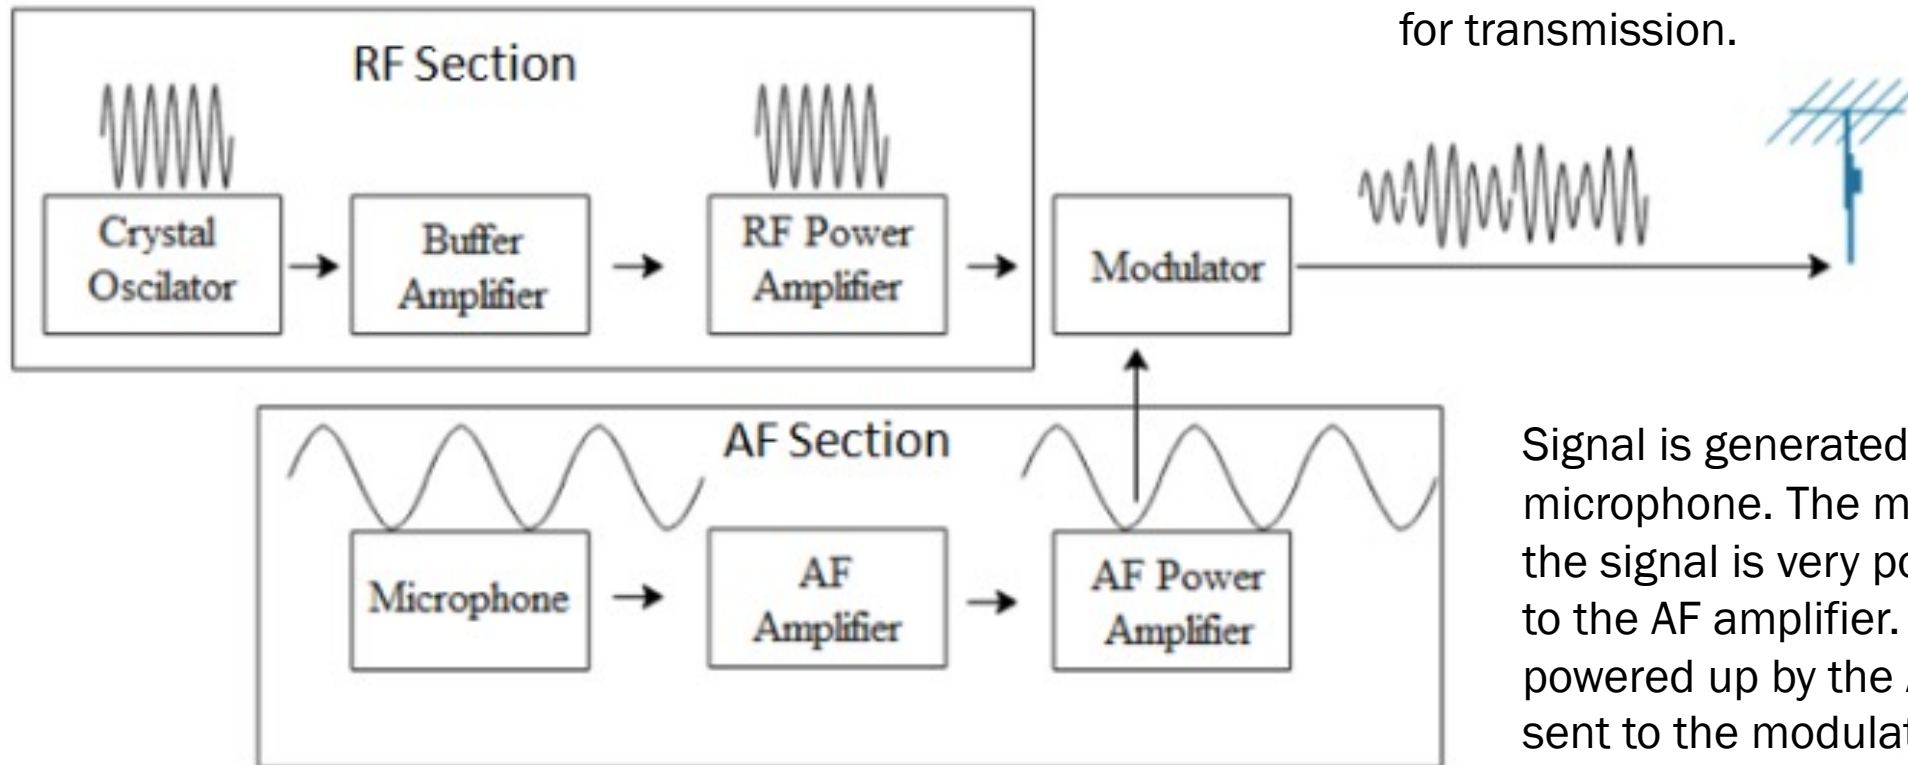 for transmission.
RF Section
Crystal
Oscilator
Buffer
Amplifier
RF Power
Amplifier
Modulator
AF Section
Microphone
AF
Amplifier
AF Power
Amplifier
Signal is generated
microphone. The m
the signal is very po
to the AF amplifier.
powered up by the
sent to the modulat